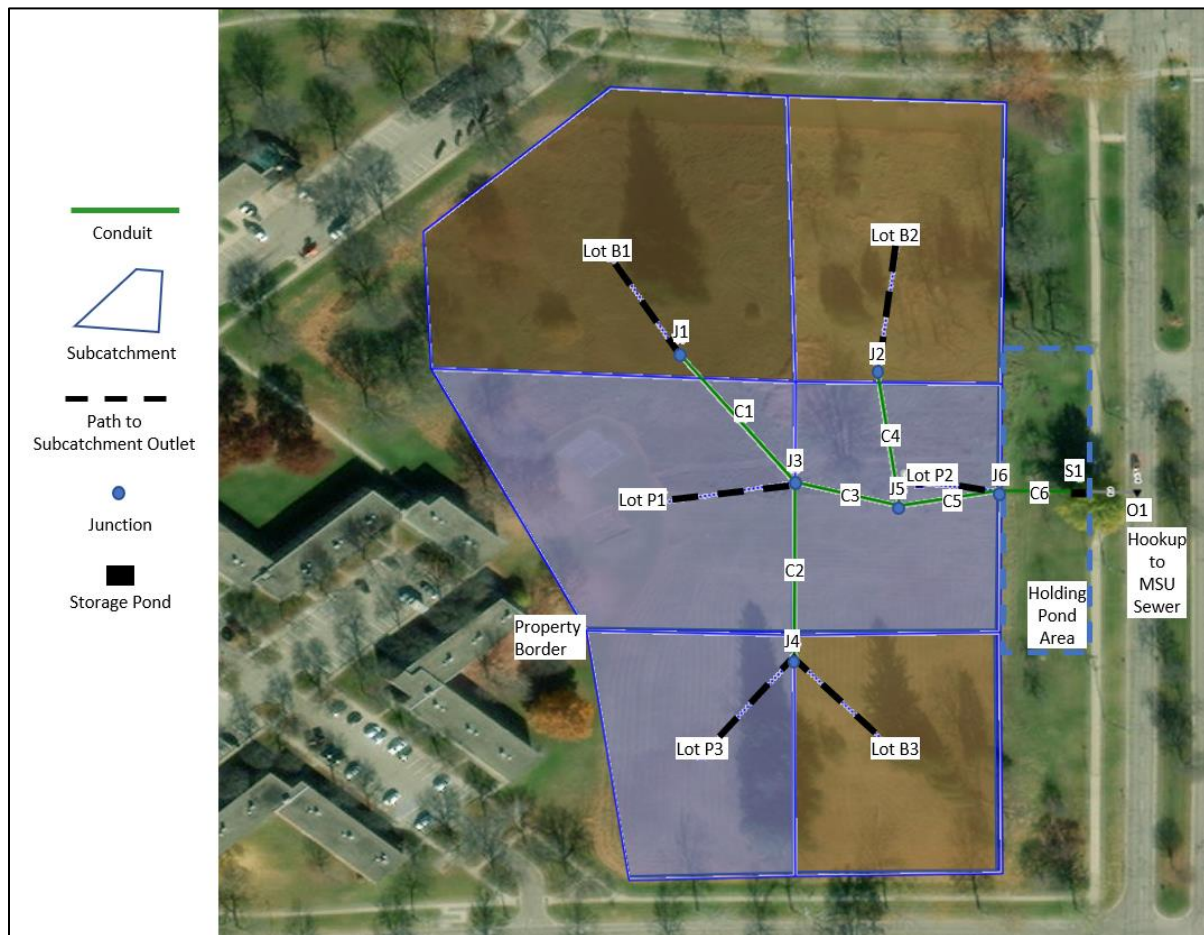 Conduit
Subcatchment
Path to
Subcatchment Outlet
Junction
Storage Pond
Lot B1
Lot B2
J1
J2
C1
C4
J3
Lot P1
C3
J5
Lot P2
C5
J6
C6
S1
O1
Hookup
to
MSU
Sewer
C2
Holding
Pond
Area
Property
Border
J4
Lot P3
Lot B3